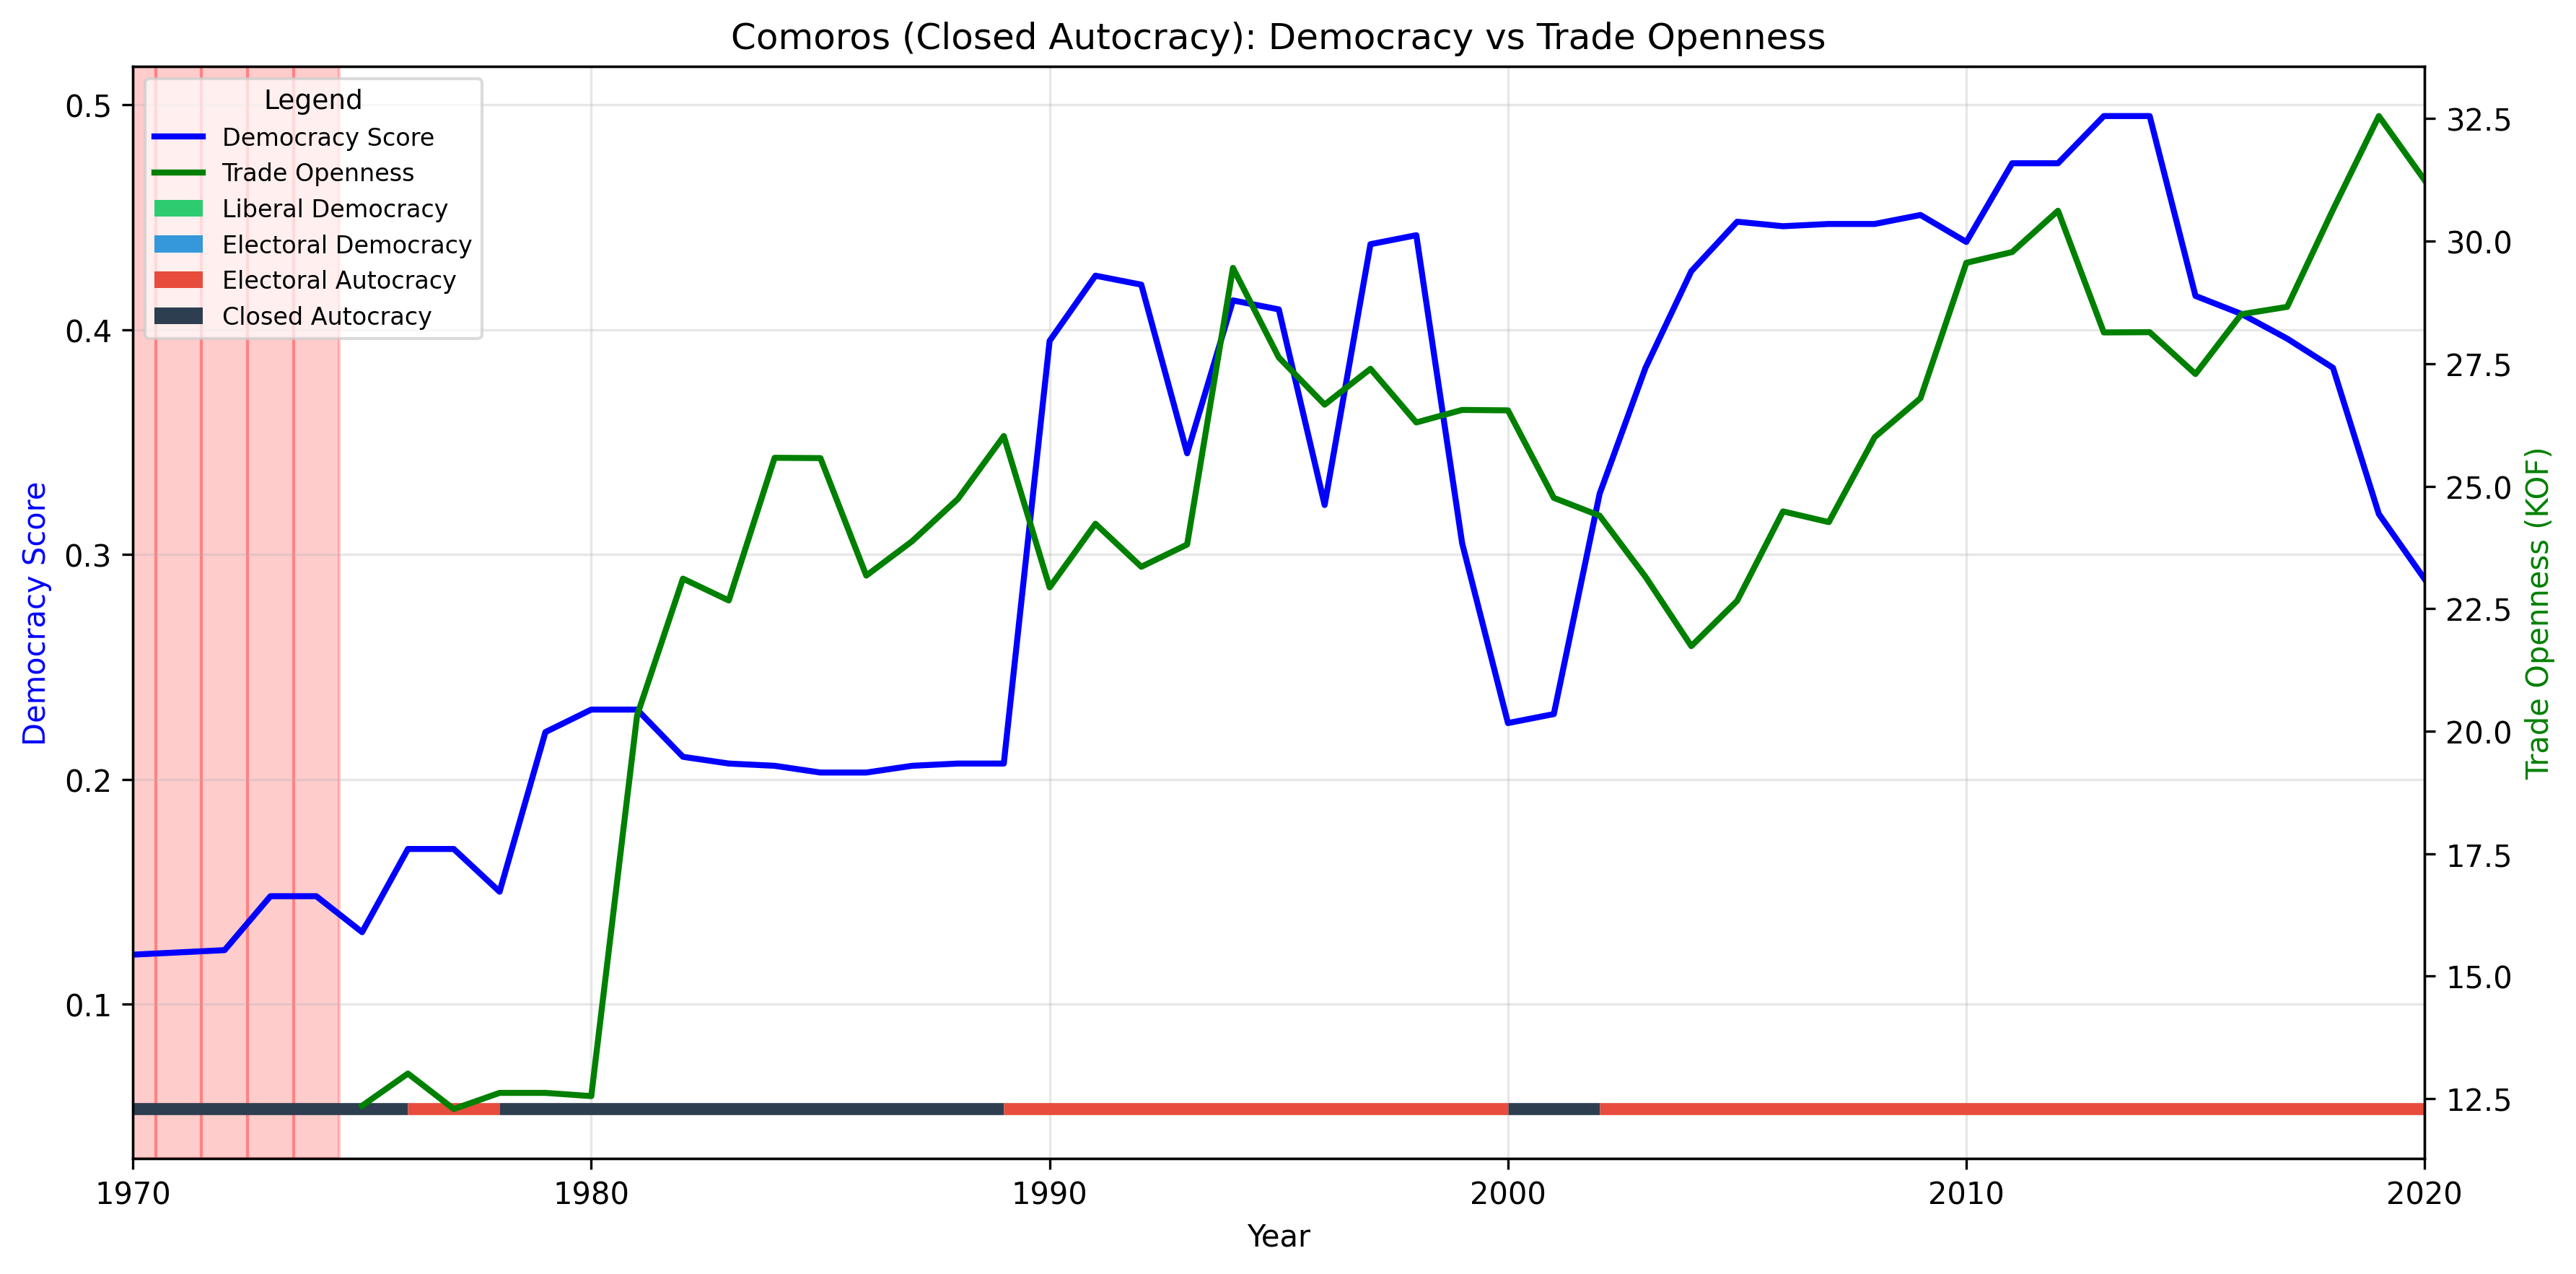 Comoros (Closed Autocracy): Democracy vs Trade Openness
Legend
Democracy Score
Trade Openness
Liberal Democracy
Electoral Democracy
Electoral Autocracy
Closed Autocracy
Democracy Score
0.5
0.4
0.3
0.2
0.1
32.5
30.0
27.5
25.0
22.5
20.0
17.5
15.0
12.5
Trade Openness (KOF)
1970 1980 1990 2000 2010 2020
Year